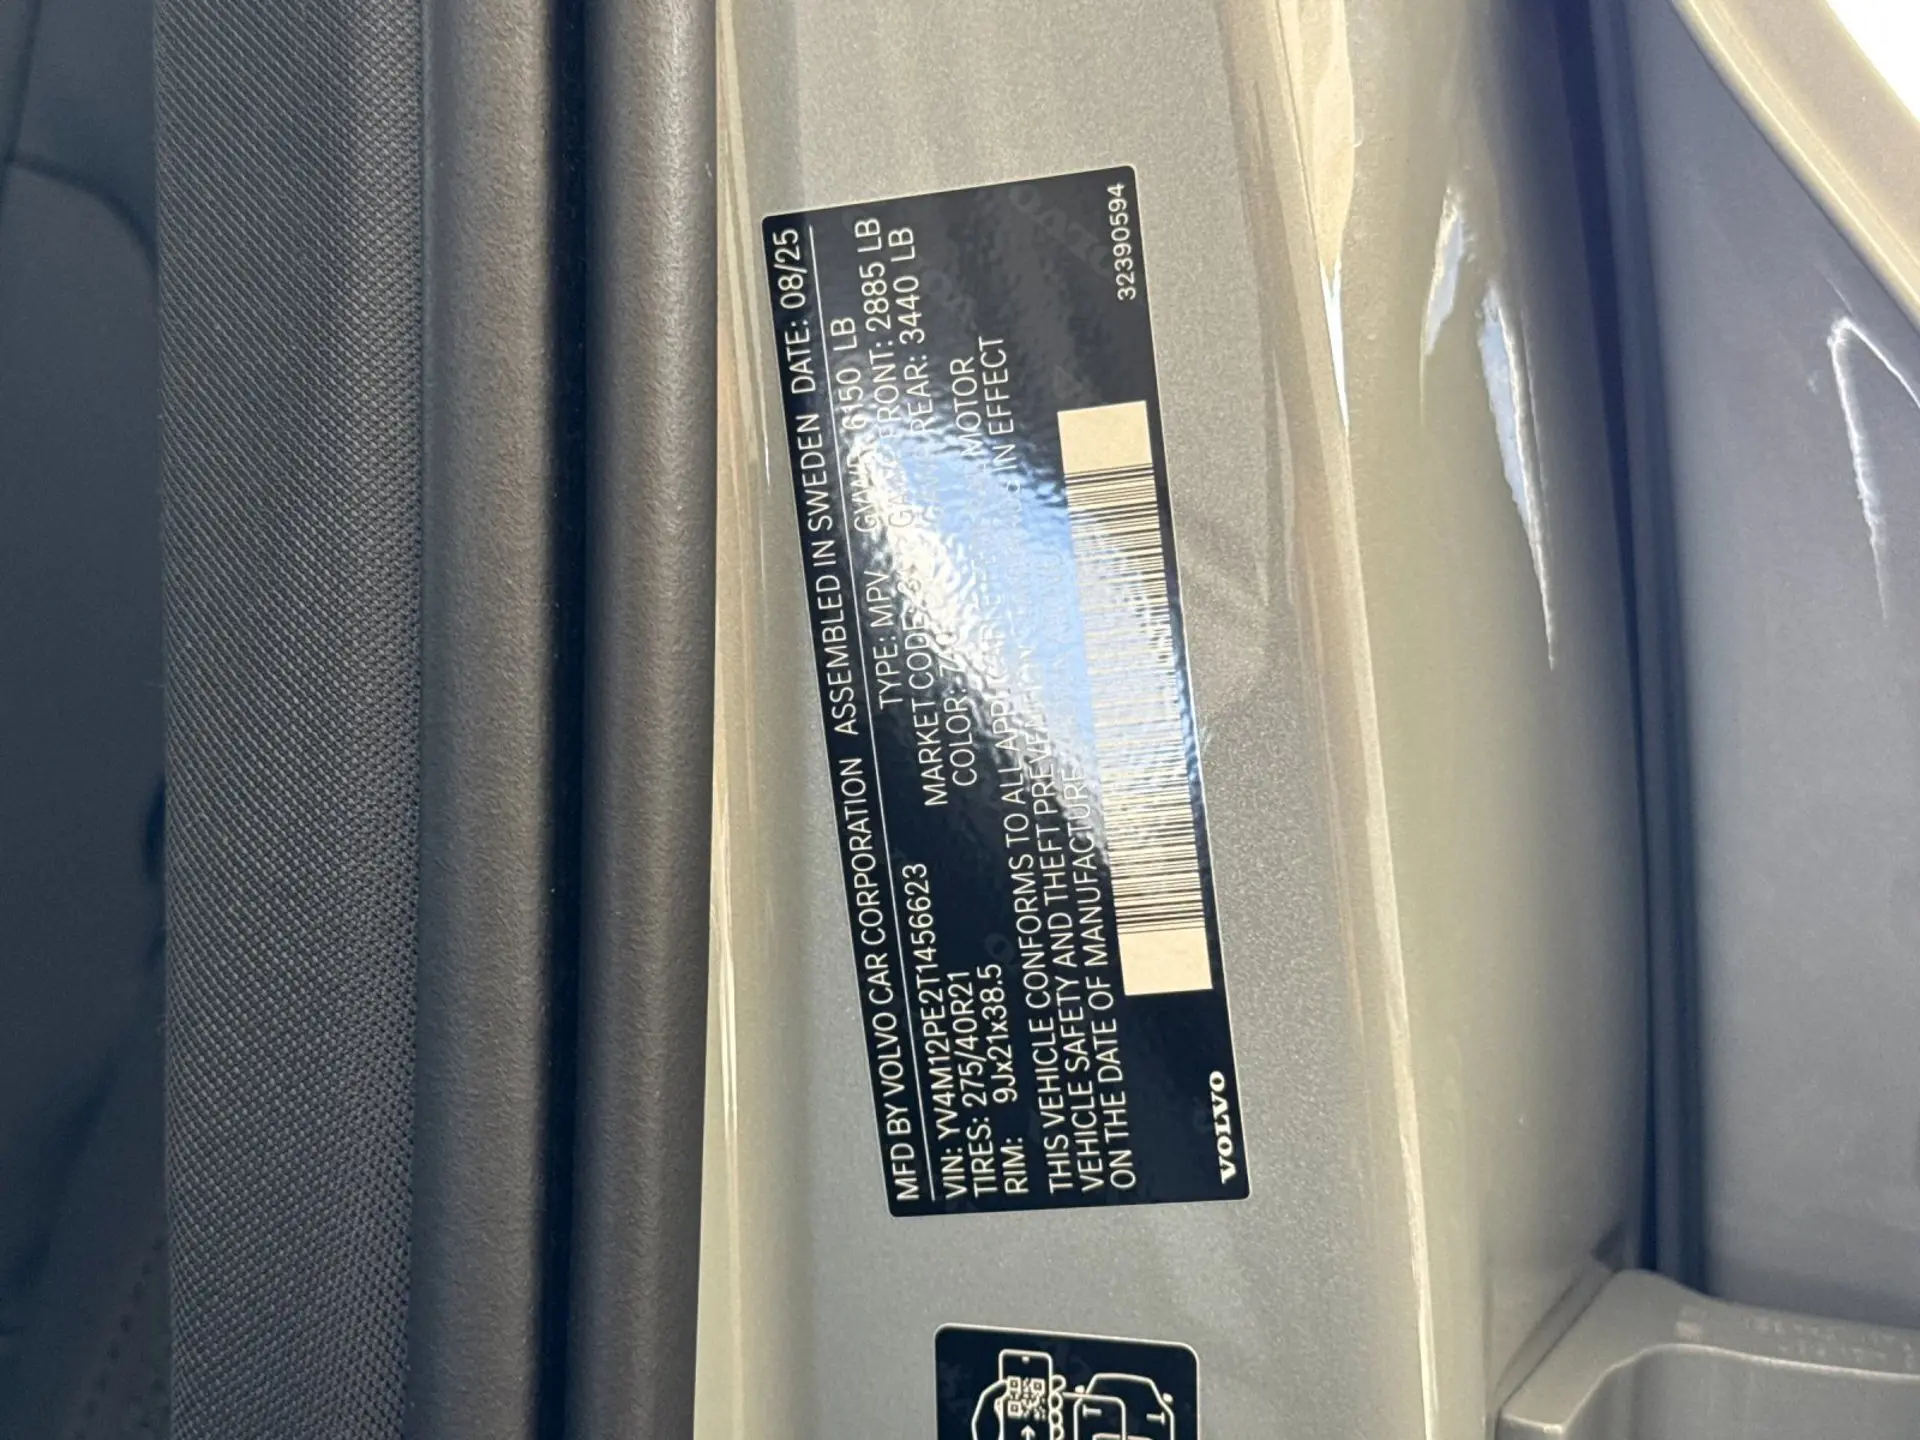 MFD BY VOLVO CAR CORPORATION ASSEMBLED IN SWEDEN DATE: 08/25
VIN: YV4M12PE2T1456623 TYPE: MPV GVWR: 6150 LB
TIRES: 275/40R21 MARKET CODE: FRONT: 2885 LB
RIM: 9Jx21x38.5 COLOR: REAR: 3440 LB
THIS VEHICLE CONFORMS TO ALL MOTOR
VEHICLE SAFETY AND THEFT IN EFFECT
ON THE DATE OF MANUFACTURE
VOLVO
32390594